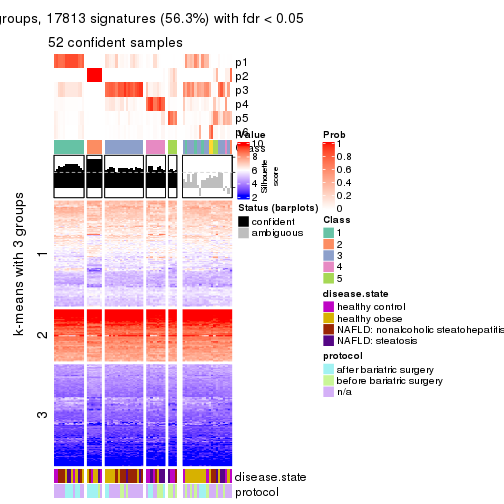 groups, 17813 signatures (56.3%) with fdr < 0.05
52 confident samples
p1
p2
p3
p4
p5
p6
Class
k-means with 3 groups
1
2
3
Silhouette
score
Value
10
8
6
4
2
Status (barplots)
confident
ambiguous
Prob
1
0.8
0.6
0.4
0.2
0
Class
1
2
3
4
5
disease.state
healthy control
healthy obese
NAFLD: nonalcoholic steatohepatitis
NAFLD: steatosis
protocol
after bariatric surgery
before bariatric surgery
n/a
disease.state
protocol